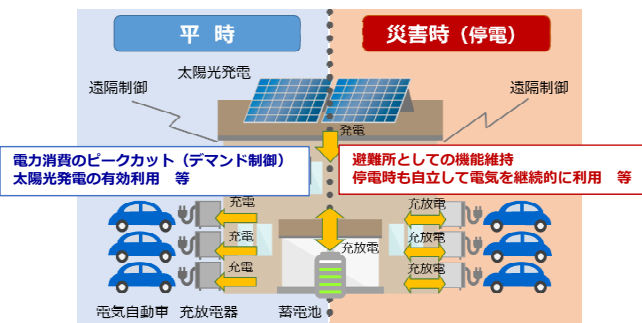 平 時
災害時（停電）
太陽光発電
遠隔制御
遠隔制御
発電
電力消費のピークカット（デマンド制御）
太陽光発電の有効利用　等
避難所としての機能維持
停電時も自立して電気を継続的に利用　等
充電
充放電
充電
充放電
充放電
充電
充放電
電気自動車
充放電器
蓄電池